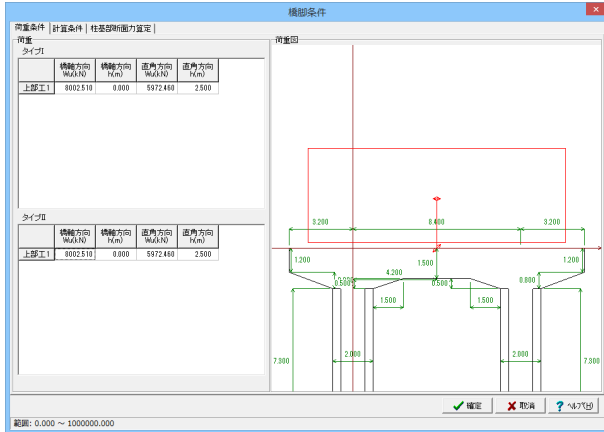 橋脚条件
荷重条件 計算条件 柱基部断面力算定
荷重
タイプI
橋軸方向 Wu(kN) 橋軸方向 h(m) 直角方向 Wu(kN) 直角方向 h(m)
上部工1 8002.510 0.000 5972.460 2.500
タイプII
橋軸方向 Wu(kN) 橋軸方向 h(m) 直角方向 Wu(kN) 直角方向 h(m)
上部工1 8002.510 0.000 5972.460 2.500
荷重図
3.200 8.400 3.200
1.200 1.500 1.200
4.200
0.500 0.500 0.800
1.500 1.500
2.000 2.000
7.300 7.300
確定 取消 ヘルプ(H)
範囲: 0.000 ～ 1000000.000